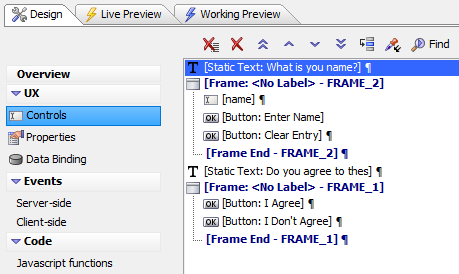 Design Live Preview Working Preview
Find
Overview
UX
Controls
Properties
Data Binding
Events
Server-side
Client-side
Code
Javascript functions
[Static Text: What is you name?] ¶
[Frame: <No Label> - FRAME_2]
[name] ¶
[Button: Enter Name]
[Button: Clear Entry] ¶
[Frame End - FRAME_2] ¶
[Static Text: Do you agree to thes] ¶
[Frame: <No Label> - FRAME_1]
[Button: I Agree] ¶
[Button: I Don't Agree] ¶
[Frame End - FRAME_1] ¶